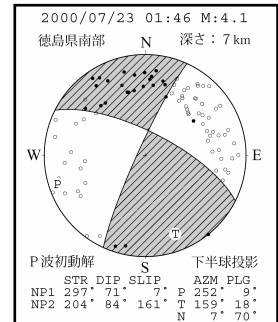 2000/07/23 01:46 M:4.1
徳島県南部 N 深さ：7km
W E
P
T
S
P波初動解 下半球投影
STR DIP SLIP AZM PLG
NP1 297° 71° 7° P 252° 9°
NP2 204° 84° 161° T 159° 18°
N 7° 70°